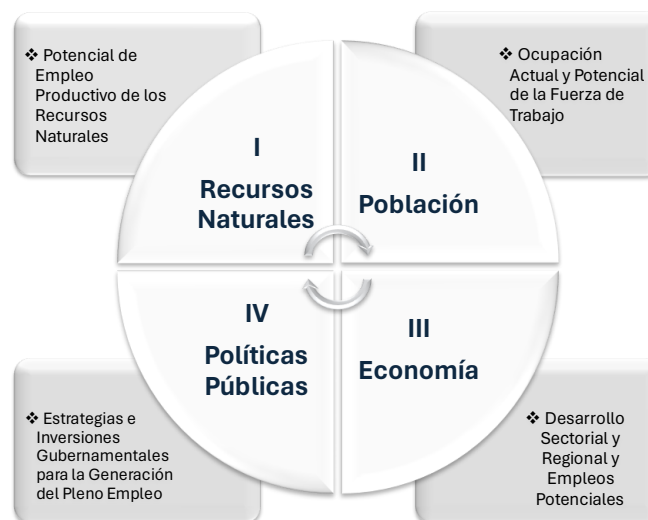 ❖ Potencial de
Empleo
Productivo de los
Recursos
Naturales
❖ Ocupación
Actual y Potencial
de la Fuerza de
Trabajo
I
Recursos
Naturales
II
Población
IV
Políticas
Públicas
III
Economía
❖ Estrategias e
Inversiones
Gubernamentales
para la Generación
del Pleno Empleo
❖ Desarrollo
Sectorial y
Regional y
Empleos
Potenciales